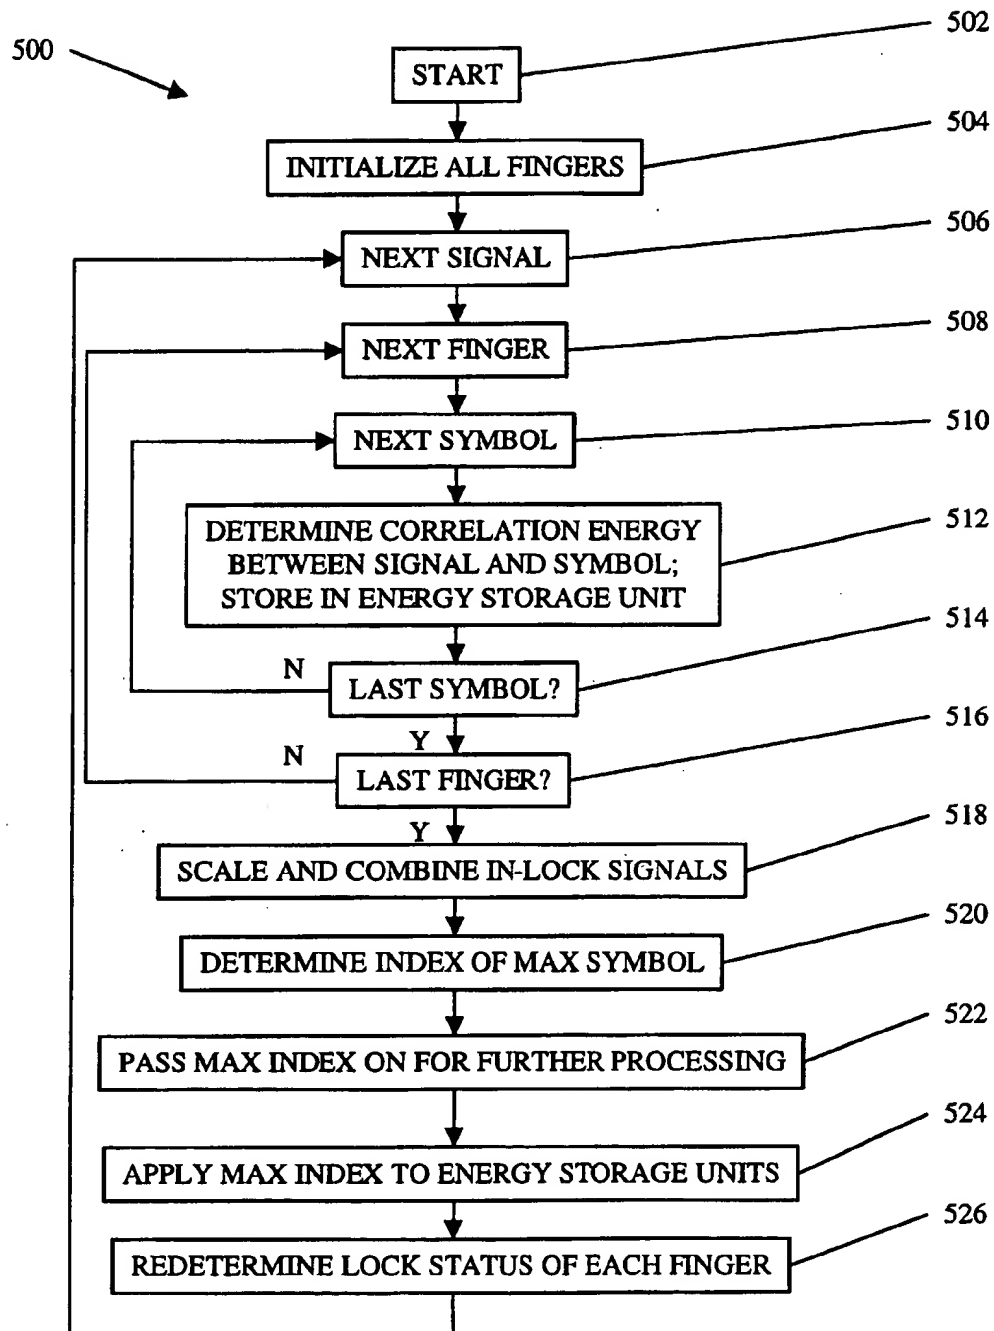 500
502
START
504
INITIALIZE ALL FINGERS
506
NEXT SIGNAL
508
NEXT FINGER
510
NEXT SYMBOL
512
DETERMINE CORRELATION ENERGY
BETWEEN SIGNAL AND SYMBOL;
STORE IN ENERGY STORAGE UNIT
514
N
LAST SYMBOL?
516
Y
N
LAST FINGER?
518
Y
SCALE AND COMBINE IN-LOCK SIGNALS
520
DETERMINE INDEX OF MAX SYMBOL
522
PASS MAX INDEX ON FOR FURTHER PROCESSING
524
APPLY MAX INDEX TO ENERGY STORAGE UNITS
526
REDETERMINE LOCK STATUS OF EACH FINGER